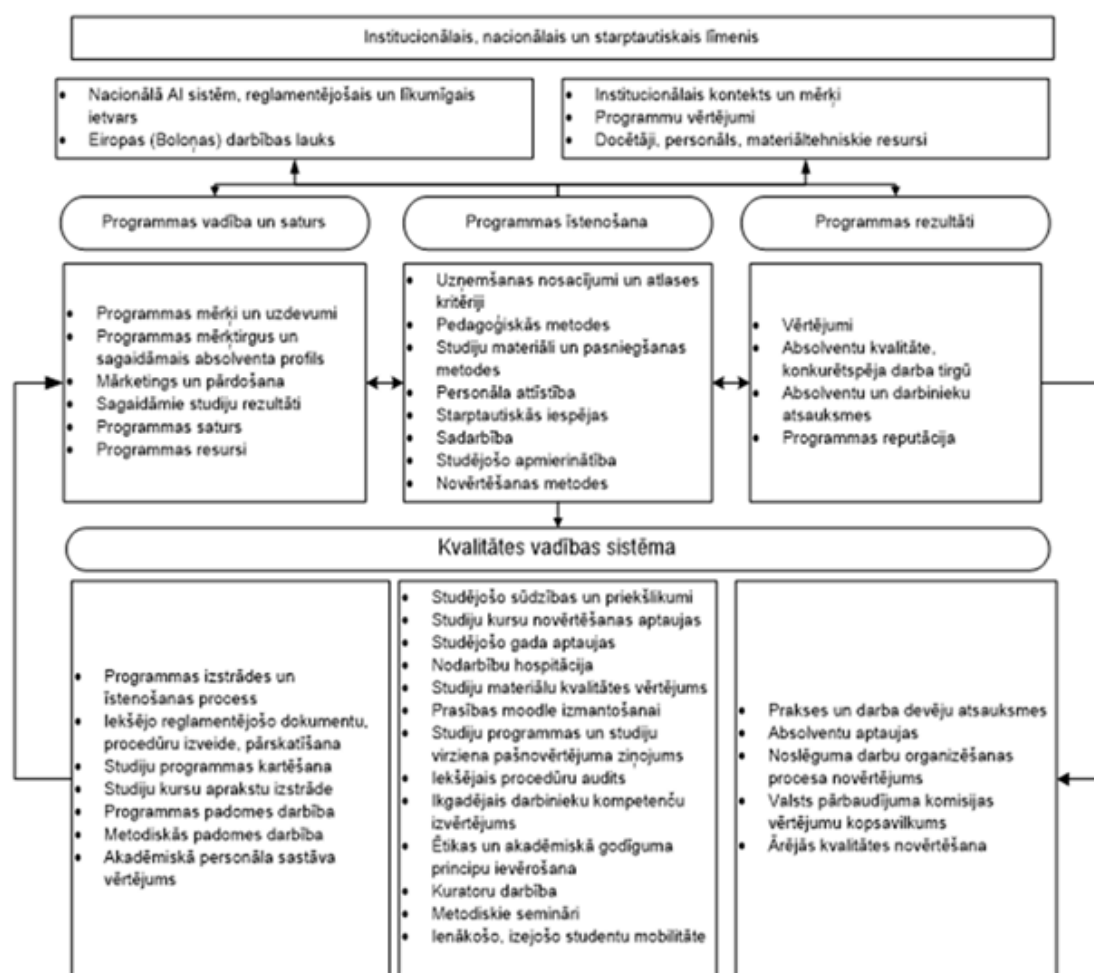 Institucionālais, nacionālais un starptautiskais līmenis
• Nacionālā AI sistēm, reglamentējošais un likumīgais
ietvars
• Eiropas (Boloņas) darbības lauks
• Institucionālais konteksts un mērķi
• Programmu vērtējumi
• Docētāji, personāls, materiāltehniskie resursi
Programmas vadība un saturs
Programmas īstenošana
Programmas rezultāti
• Programmas mērķi un uzdevumi
• Programmas mērķtirgus un
sagaidāmais absolventa profils
• Mārketings un pārdošana
• Sagaidāmie studiju rezultāti
• Programmas saturs
• Programmas resursi
• Uzņemšanas nosacījumi un atlases
kritēriji
• Pedagoģiskās metodes
• Studiju materiāli un pasniegšanas
metodes
• Personāla attīstība
• Starptautiskās iespējas
• Sadarbība
• Studējošo apmierinātība
• Novērtēšanas metodes
• Vērtējumi
• Absolventu kvalitāte,
konkurētspēja darba tirgū
• Absolventu un darbinieku
atsauksmes
• Programmas reputācija
Kvalitātes vadības sistēma
• Programmas izstrādes un
īstenošanas process
• Iekšējo reglamentējošo dokumentu,
procedūru izveide, pārskatīšana
• Studiju programmas kartēšana
• Studiju kursu aprakstu izstrāde
• Programmas padomes darbība
• Metodiskās padomes darbība
• Akadēmiskā personāla sastāva
vērtējums
• Studējošo sūdzības un priekšlikumi
• Studiju kursu novērtēšanas aptaujas
• Studējošo gada aptaujas
• Nodarbību hospitācija
• Studiju materiālu kvalitātes vērtējums
• Prasības moodle izmantošanai
• Studiju programmas un studiju
virziena pašnovērtējuma ziņojums
• Iekšējais procedūru audits
• Ikgadējais darbinieku kompetenču
izvērtējums
• Ētikas un akadēmiskā godīguma
principu ievērošana
• Kuratoru darbība
• Metodiskie semināri
• Ienākošo, izejošo studentu mobilitāte
• Prakses un darba devēju atsauksmes
• Absolventu aptaujas
• Noslēguma darbu organizēšanas
procesa novērtējums
• Valsts pārbaudījuma komisijas
vērtējumu kopsavilkums
• Ārējās kvalitātes novērtēšana